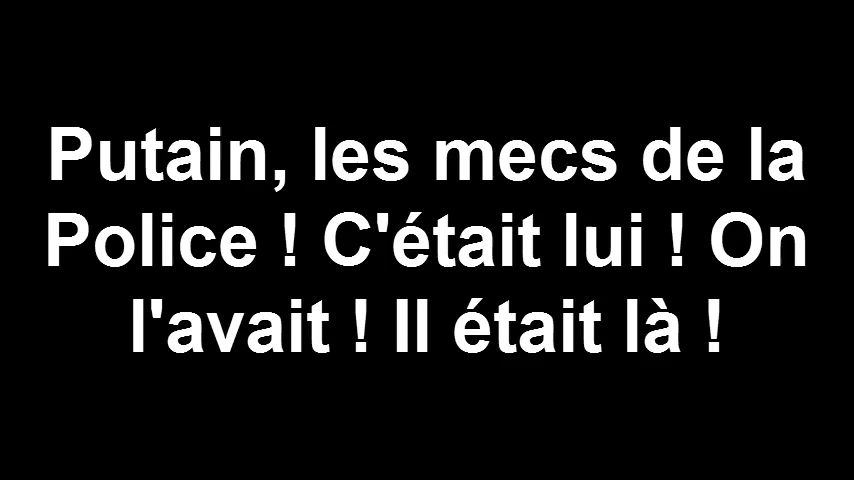 Putain, les mecs de la
Police ! C'était lui ! On
l'avait ! Il était là !